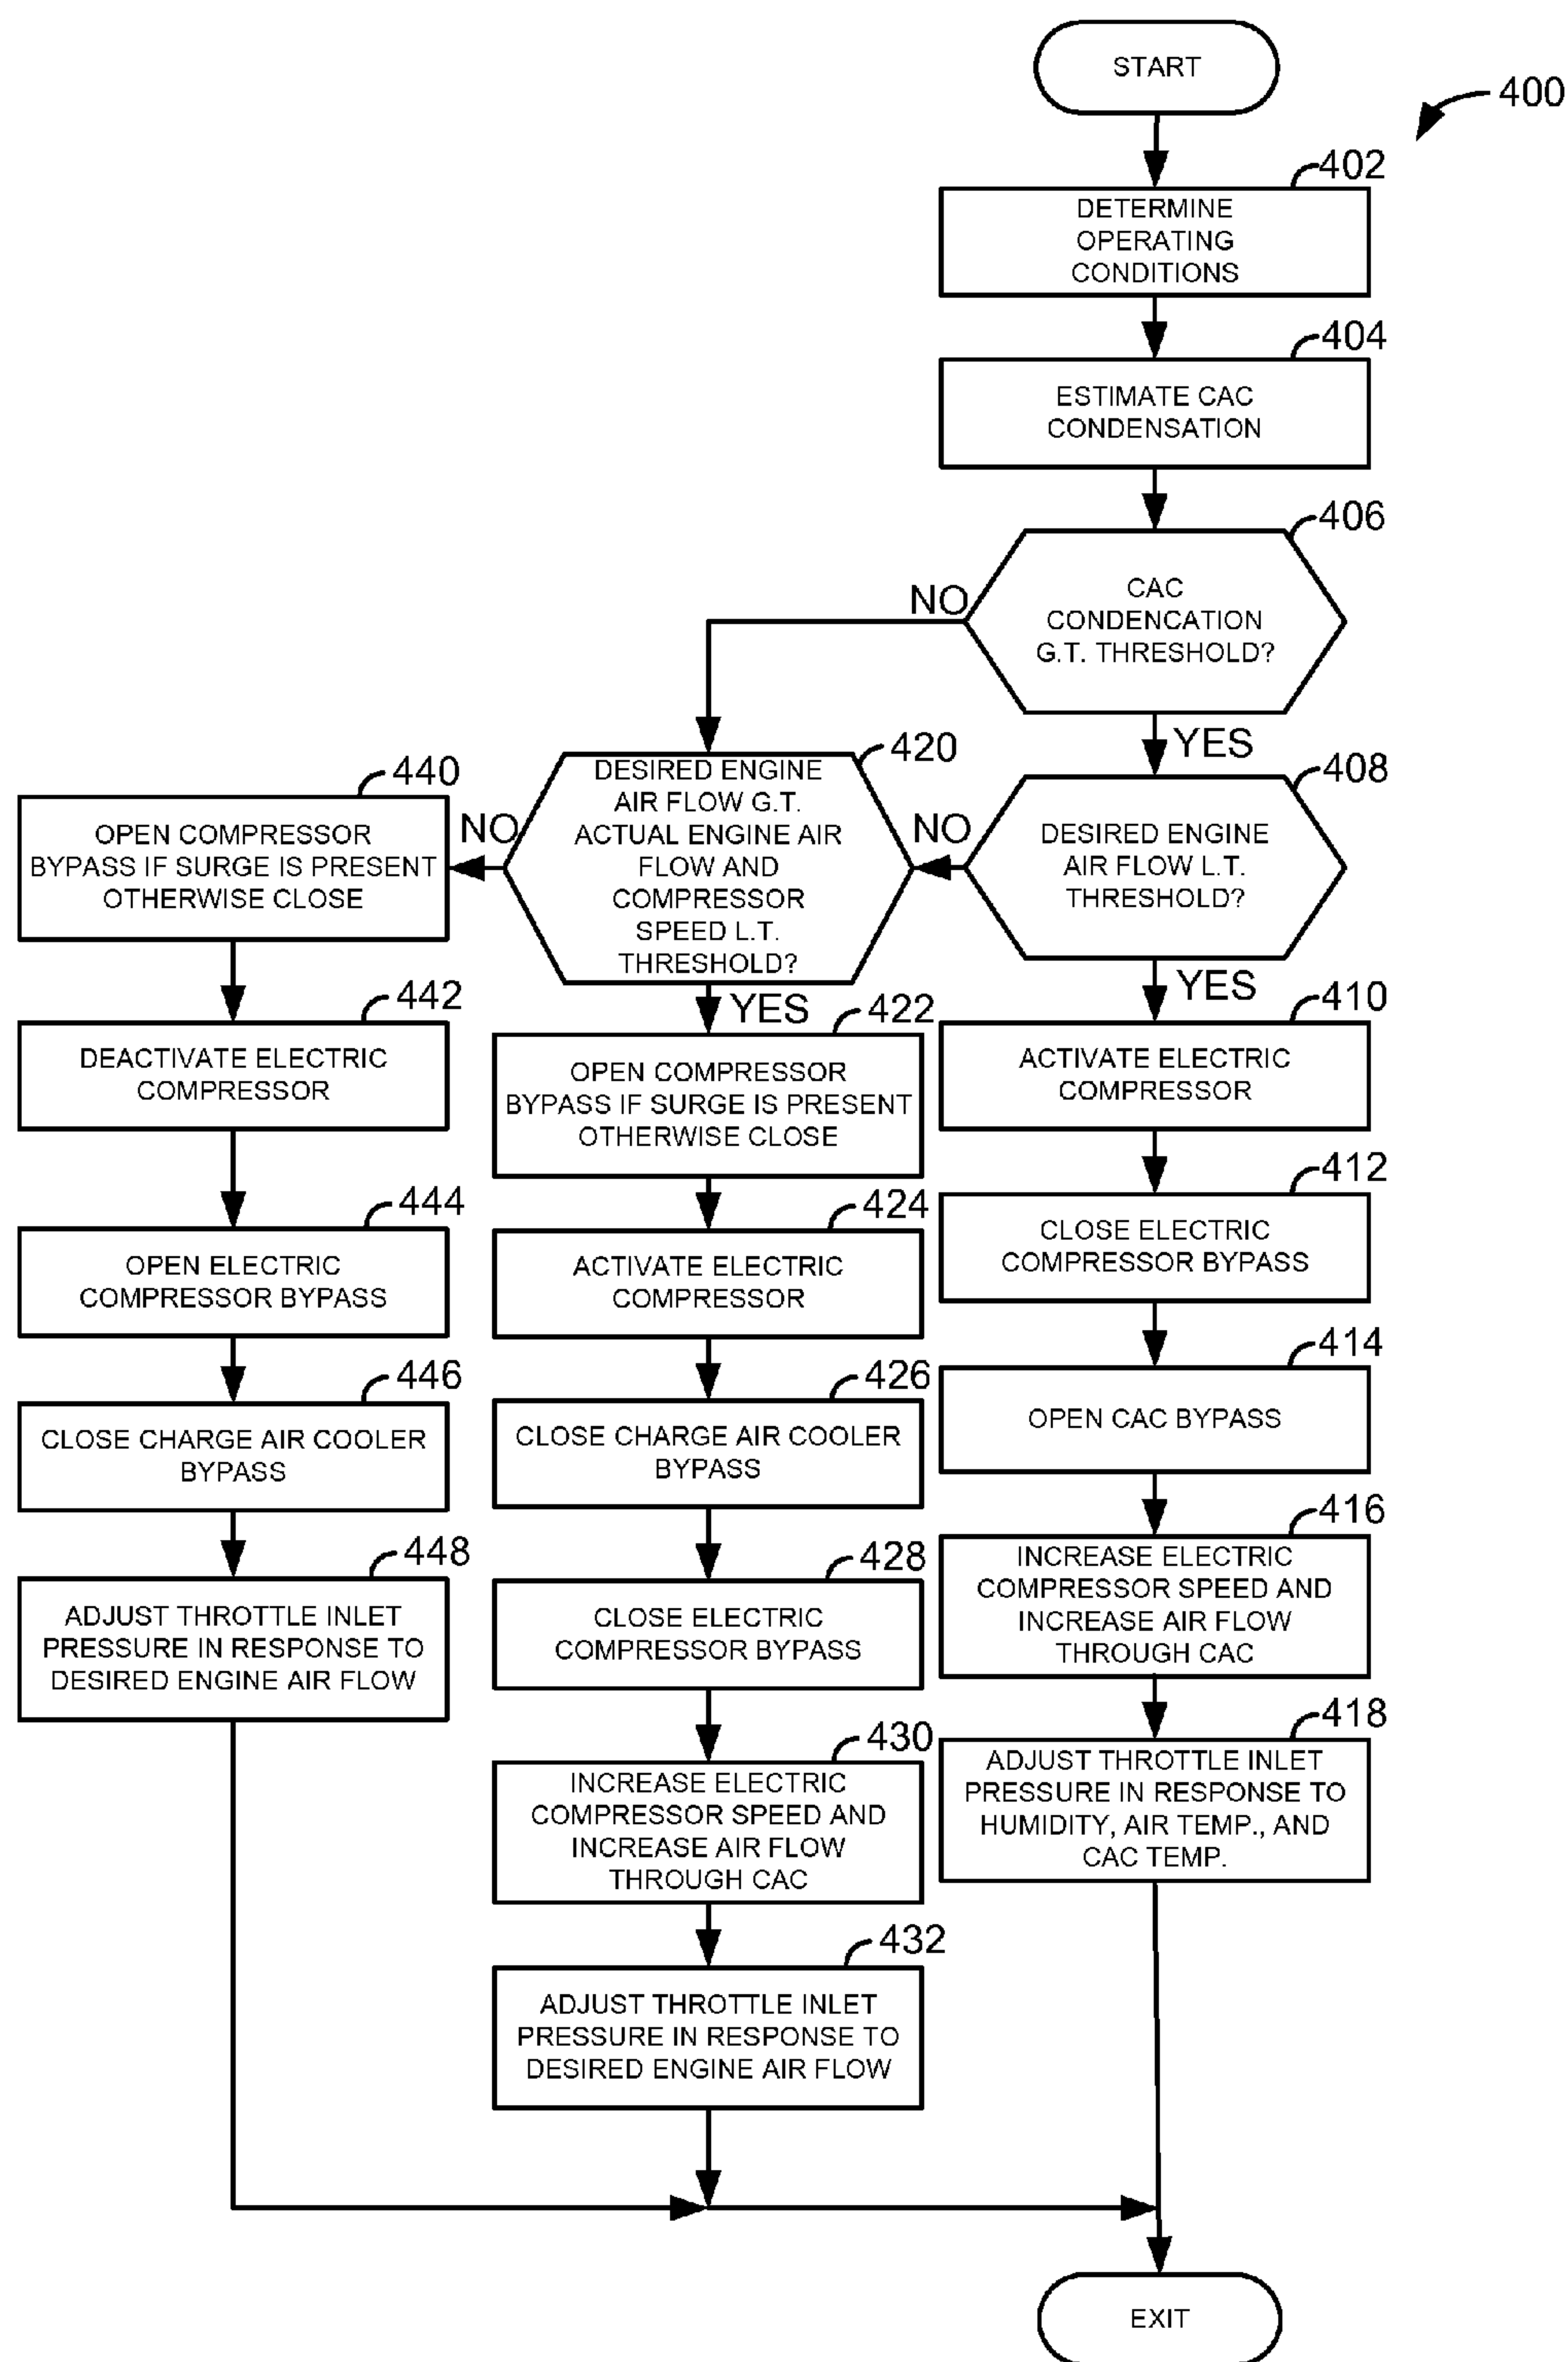 START
400
402
DETERMINE
OPERATING
CONDITIONS
404
ESTIMATE CAC
CONDENSATION
406
CAC
CONDENCATION
G.T. THRESHOLD?
NO
YES
408
DESIRED ENGINE
AIR FLOW L.T.
THRESHOLD?
NO
YES
420
DESIRED ENGINE
AIR FLOW G.T.
ACTUAL ENGINE AIR
FLOW AND
COMPRESSOR
SPEED L.T.
THRESHOLD?
NO
YES
440
OPEN COMPRESSOR
BYPASS IF SURGE IS PRESENT
OTHERWISE CLOSE
442
DEACTIVATE ELECTRIC
COMPRESSOR
444
OPEN ELECTRIC
COMPRESSOR BYPASS
446
CLOSE CHARGE AIR COOLER
BYPASS
448
ADJUST THROTTLE INLET
PRESSURE IN RESPONSE TO
DESIRED ENGINE AIR FLOW
422
OPEN COMPRESSOR
BYPASS IF SURGE IS PRESENT
OTHERWISE CLOSE
424
ACTIVATE ELECTRIC
COMPRESSOR
426
CLOSE CHARGE AIR COOLER
BYPASS
428
CLOSE ELECTRIC
COMPRESSOR BYPASS
430
INCREASE ELECTRIC
COMPRESSOR SPEED AND
INCREASE AIR FLOW
THROUGH CAC
432
ADJUST THROTTLE INLET
PRESSURE IN RESPONSE TO
DESIRED ENGINE AIR FLOW
410
ACTIVATE ELECTRIC
COMPRESSOR
412
CLOSE ELECTRIC
COMPRESSOR BYPASS
414
OPEN CAC BYPASS
416
INCREASE ELECTRIC
COMPRESSOR SPEED AND
INCREASE AIR FLOW
THROUGH CAC
418
ADJUST THROTTLE INLET
PRESSURE IN RESPONSE TO
HUMIDITY, AIR TEMP., AND
CAC TEMP.
EXIT